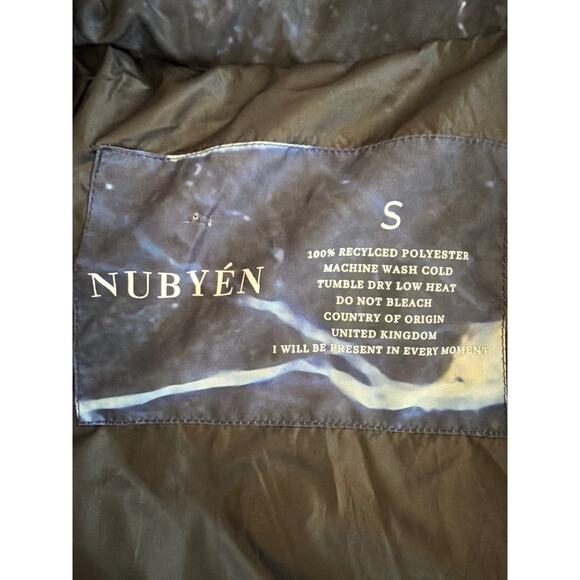 S
100% RECYLCED POLYESTER
MACHINE WASH COLD
NUBYÉN
TUMBLE DRY LOW HEAT
DO NOT BLEACH
COUNTRY OF ORIGIN
UNITED KINGDOM
I WILL BE PRESENT IN EVERY MOMENT